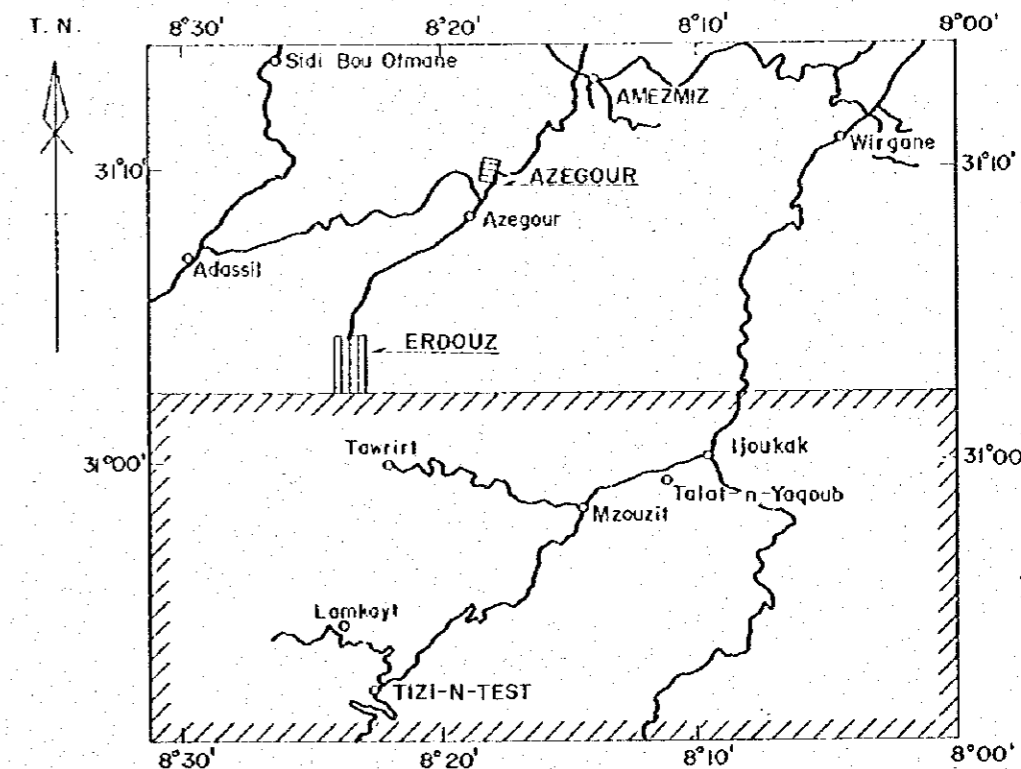 T. N.
8°30' 8°20' 8°10' 8°00'
Sidi Bou Otmane
AMEZMIZ
Wirgane
31°10' 31°10'
AZEGOUR
Azegour
Adassil
ERDOUZ
Tawrirt
Ijoukak
31°00' 31°00
Talat-n-Yaqoub
Mzouzit
Lamkayt
TIZI-N-TEST
8°30' 8°20' 8°10' 8°00'